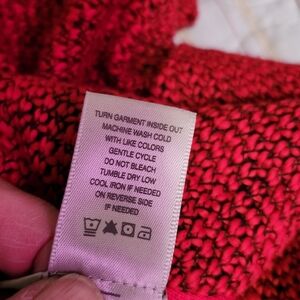 TURN GARMENT INSIDE OUT
MACHINE WASH COLD
WITH LIKE COLORS
GENTLE CYCLE
DO NOT BLEACH
TUMBLE DRY LOW
COOL IRON IF NEEDED
ON REVERSE SIDE
IF NEEDED